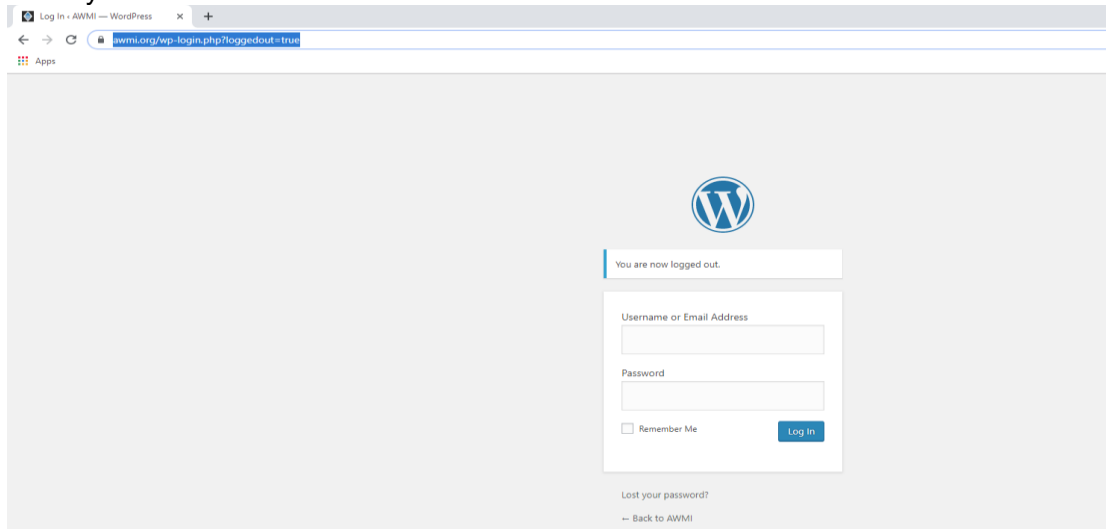 Log In ‹ AWMI — WordPress
awmi.org/wp-login.php?loggedout=true
Apps
You are now logged out.
Username or Email Address
Password
Remember Me
Log In
Lost your password?
← Back to AWMI